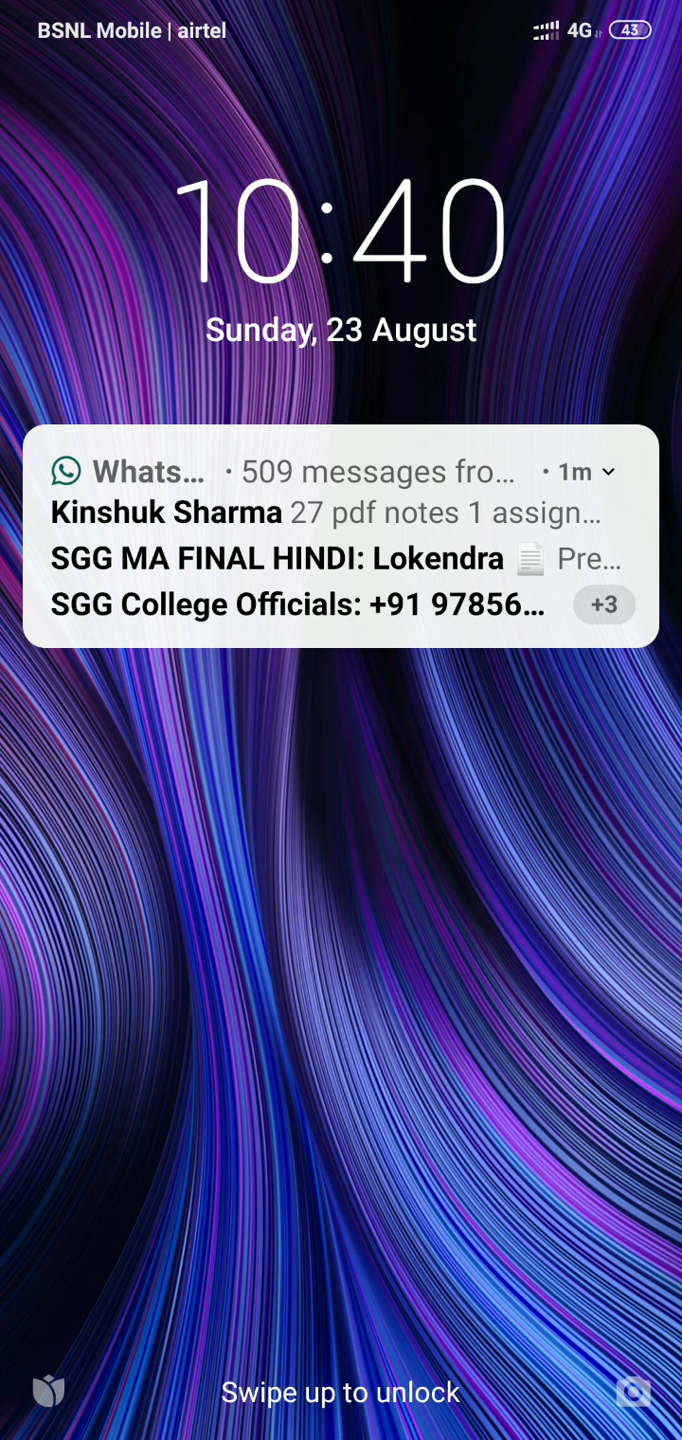 BSNL Mobile | airtel 4G 43
10:40
Sunday, 23 August
Whats... • 509 messages fro... • 1m
Kinshuk Sharma 27 pdf notes 1 assign...
SGG MA FINAL HINDI: Lokendra 📄 Pre...
SGG College Officials: +91 97856... +3
Swipe up to unlock